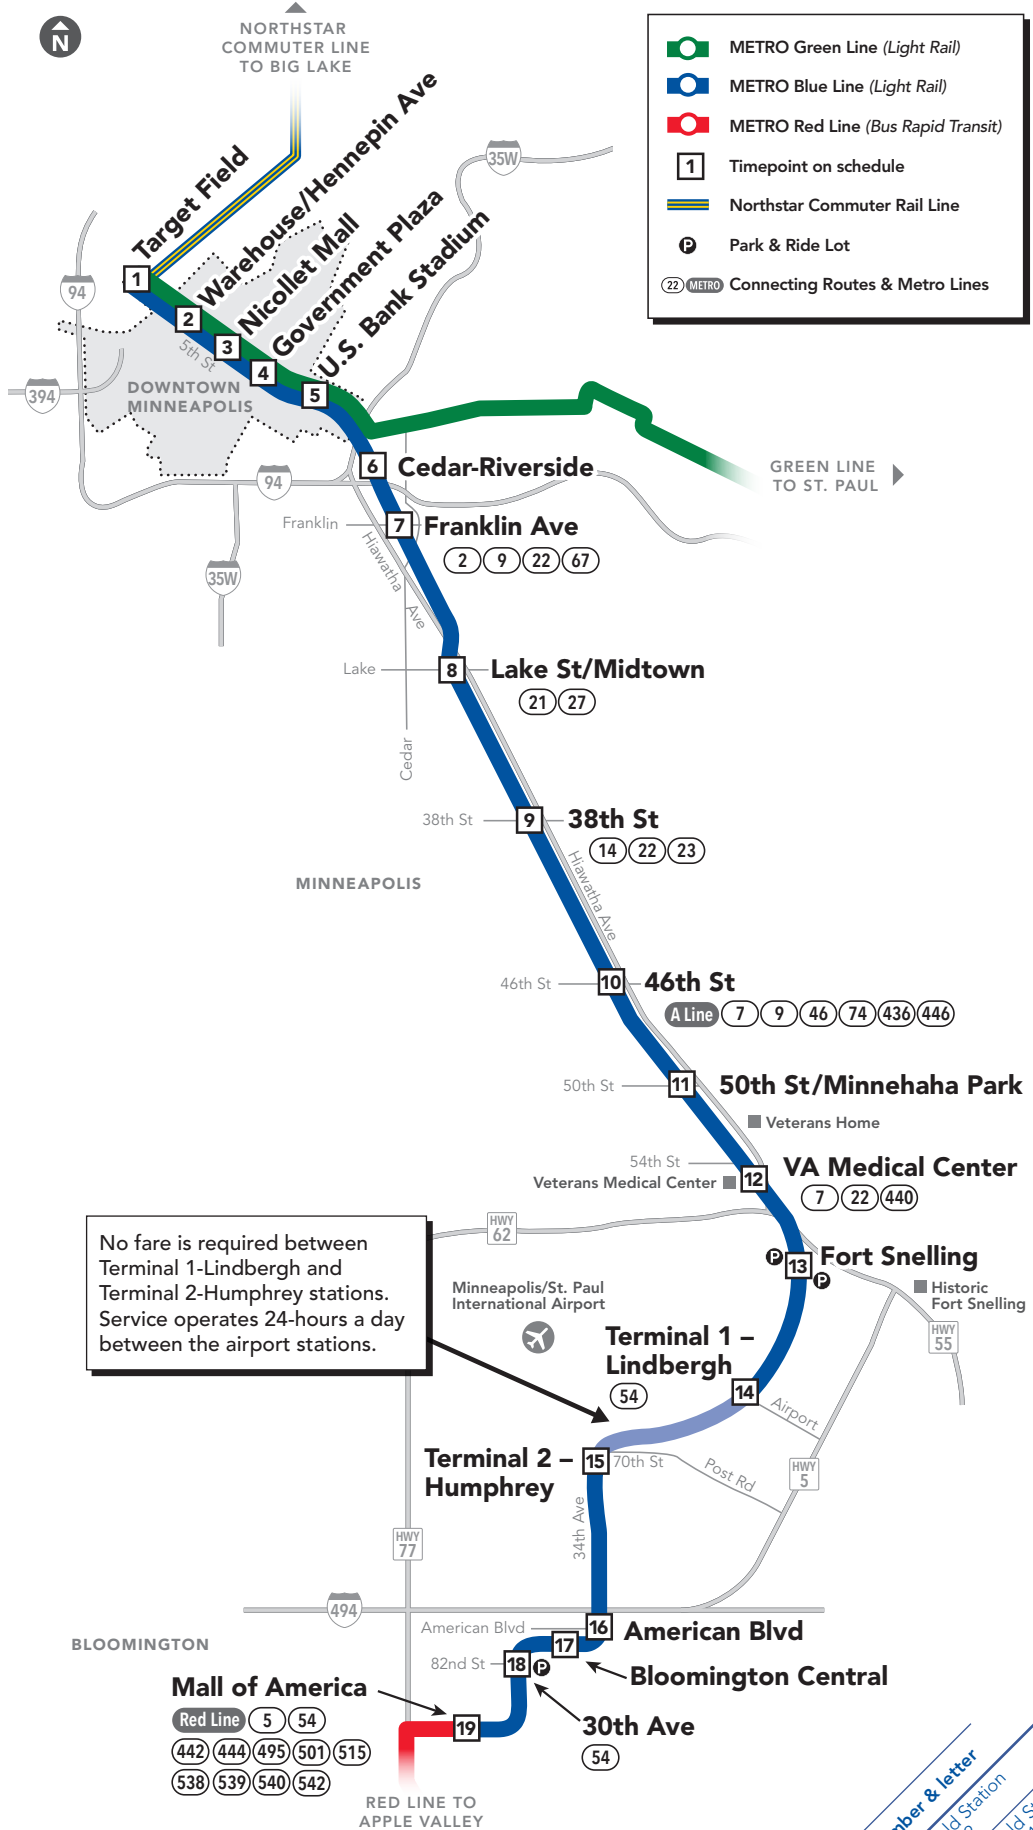 N
NORTHSTAR
COMMUTER LINE
TO BIG LAKE
METRO Green Line (Light Rail)
METRO Blue Line (Light Rail)
METRO Red Line (Bus Rapid Transit)
1 Timepoint on schedule
Northstar Commuter Rail Line
P Park & Ride Lot
22 METRO Connecting Routes & Metro Lines
35W
94
394
1 Target Field
2 Warehouse/Hennepin Ave
3 Nicollet Mall
4 Government Plaza
5 U.S. Bank Stadium
5th St
DOWNTOWN
MINNEAPOLIS
GREEN LINE
TO ST. PAUL
6 Cedar-Riverside
94
Franklin
7 Franklin Ave
2 9 22 67
Hiawatha Ave
35W
Lake
8 Lake St/Midtown
21 27
Cedar
38th St
9 38th St
14 22 23
Hiawatha Ave
MINNEAPOLIS
46th St
10 46th St
A Line 7 9 46 74 436 446
50th St
11 50th St/Minnehaha Park
Veterans Home
54th St
Veterans Medical Center
12 VA Medical Center
7 22 440
HWY
62
No fare is required between
Terminal 1-Lindbergh and
Terminal 2-Humphrey stations.
Service operates 24-hours a day
between the airport stations.
P 13 Fort Snelling
P
Historic
Fort Snelling
Minneapolis/St. Paul
International Airport
HWY
55
Terminal 1 –
Lindbergh
54
14
Airport
Terminal 2 –
Humphrey
15
70th St
Post Rd
HWY
5
34th Ave
HWY
77
494
American Blvd
16 American Blvd
BLOOMINGTON
17 Bloomington Central
82nd St
18 P
30th Ave
54
Mall of America
19
Red Line 5 54
442 444 495 501 515
538 539 540 542
RED LINE TO
APPLE VALLEY
& letter
Station